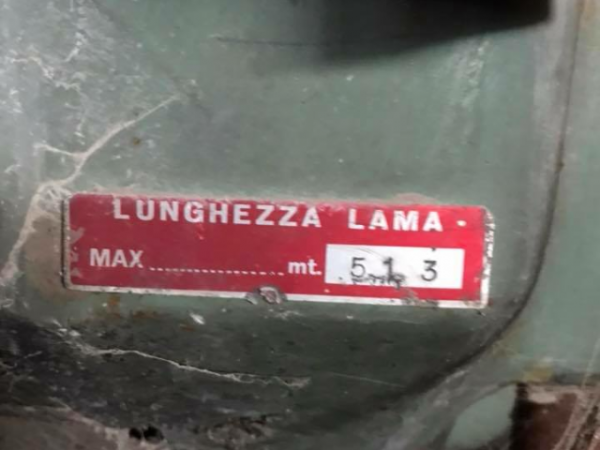 LUNGHEZZA LAMA
MAX ................ mt. 5 1 3